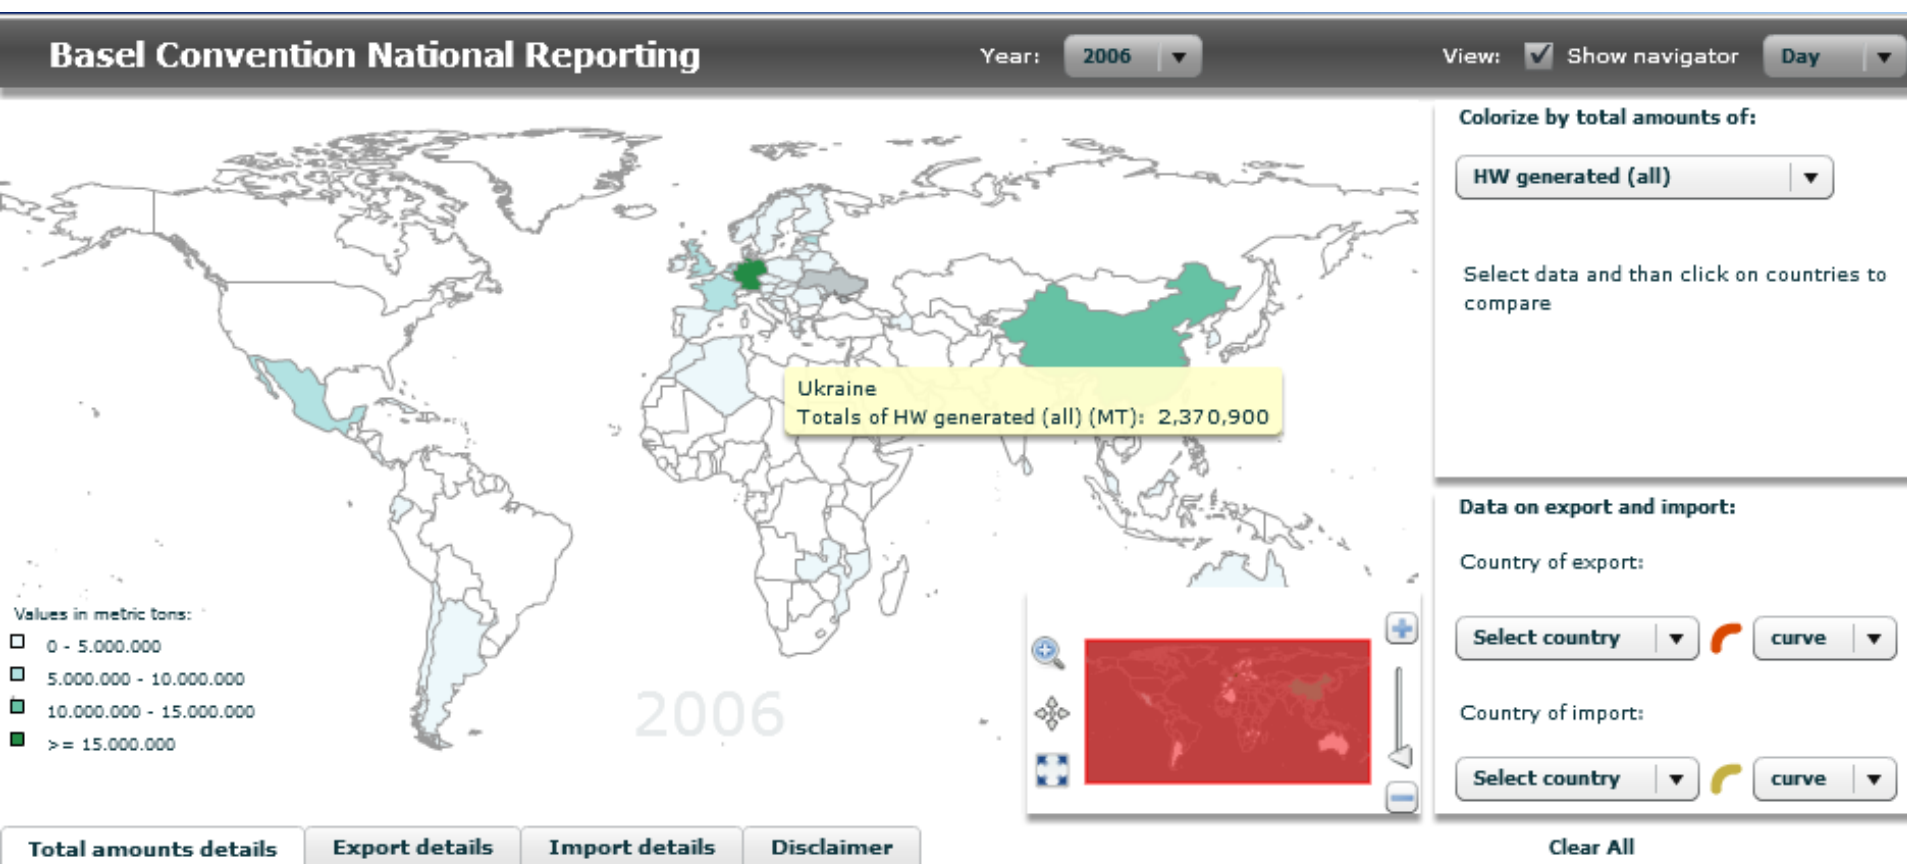 Basel Convention National Reporting
Year: 2006
View: Show navigator Day
Colorize by total amounts of:
HW generated (all)
Select data and than click on countries to
compare
Ukraine
Totals of HW generated (all) (MT): 2,370,900
Data on export and import:
Country of export:
Select country curve
Country of import:
Select country curve
Values in metric tons:
0 - 5.000.000
5.000.000 - 10.000.000
10.000.000 - 15.000.000
>= 15.000.000
2006
Total amounts details Export details Import details Disclaimer Clear All